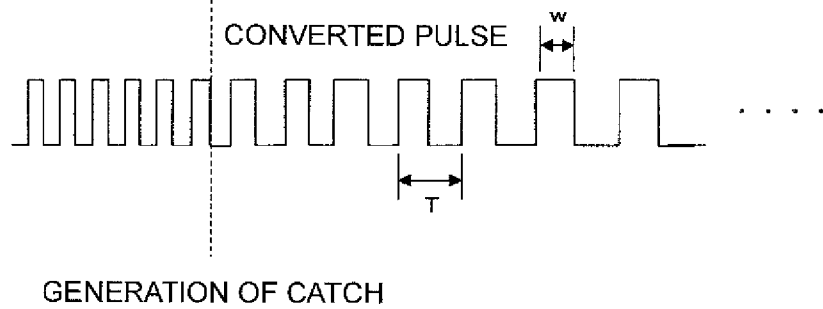 CONVERTED PULSE
w
T
. . . .
GENERATION OF CATCH